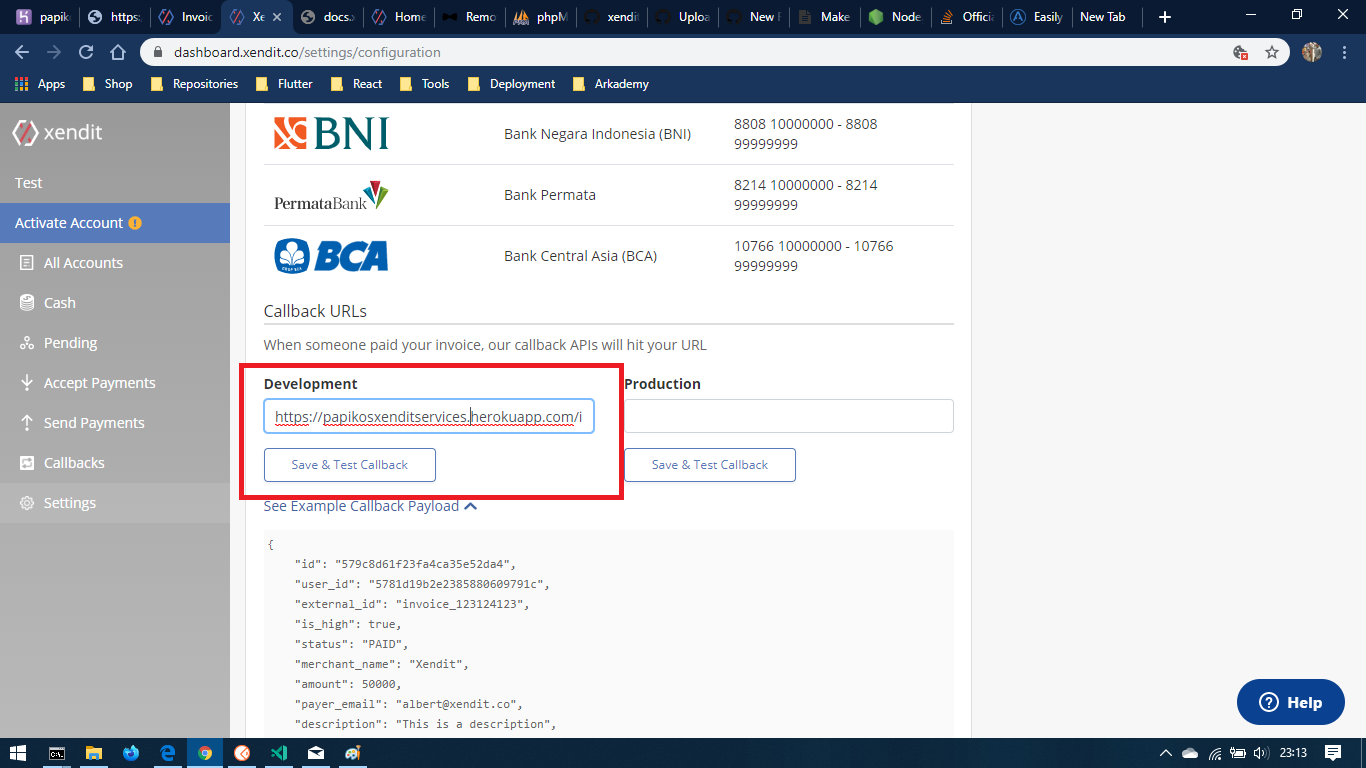 papiko
https:
Invoic
Xe
docs.x
Home
Remo
phpM
xendit
Uploa
New R
Make
Node.
Officia
Easily
New Tab
dashboard.xendit.co/settings/configuration
Apps
Shop
Repositories
Flutter
React
Tools
Deployment
Arkademy
xendit
Test
Activate Account
All Accounts
Cash
Pending
Accept Payments
Send Payments
Callbacks
Settings
BNI
Bank Negara Indonesia (BNI)
8808 10000000 - 8808
99999999
PermataBank
Bank Permata
8214 10000000 - 8214
99999999
BCA
Bank Central Asia (BCA)
10766 10000000 - 10766
99999999
Callback URLs
When someone paid your invoice, our callback APIs will hit your URL
Development
Production
https://papikosxenditservices.herokuapp.com/i
Save & Test Callback
Save & Test Callback
See Example Callback Payload
{
"id": "579c8d61f23fa4ca35e52da4",
"user_id": "5781d19b2e2385880609791c",
"external_id": "invoice_123124123",
"is_high": true,
"status": "PAID",
"merchant_name": "Xendit",
"amount": 50000,
"payer_email": "albert@xendit.co",
"description": "This is a description",
Help
23:13